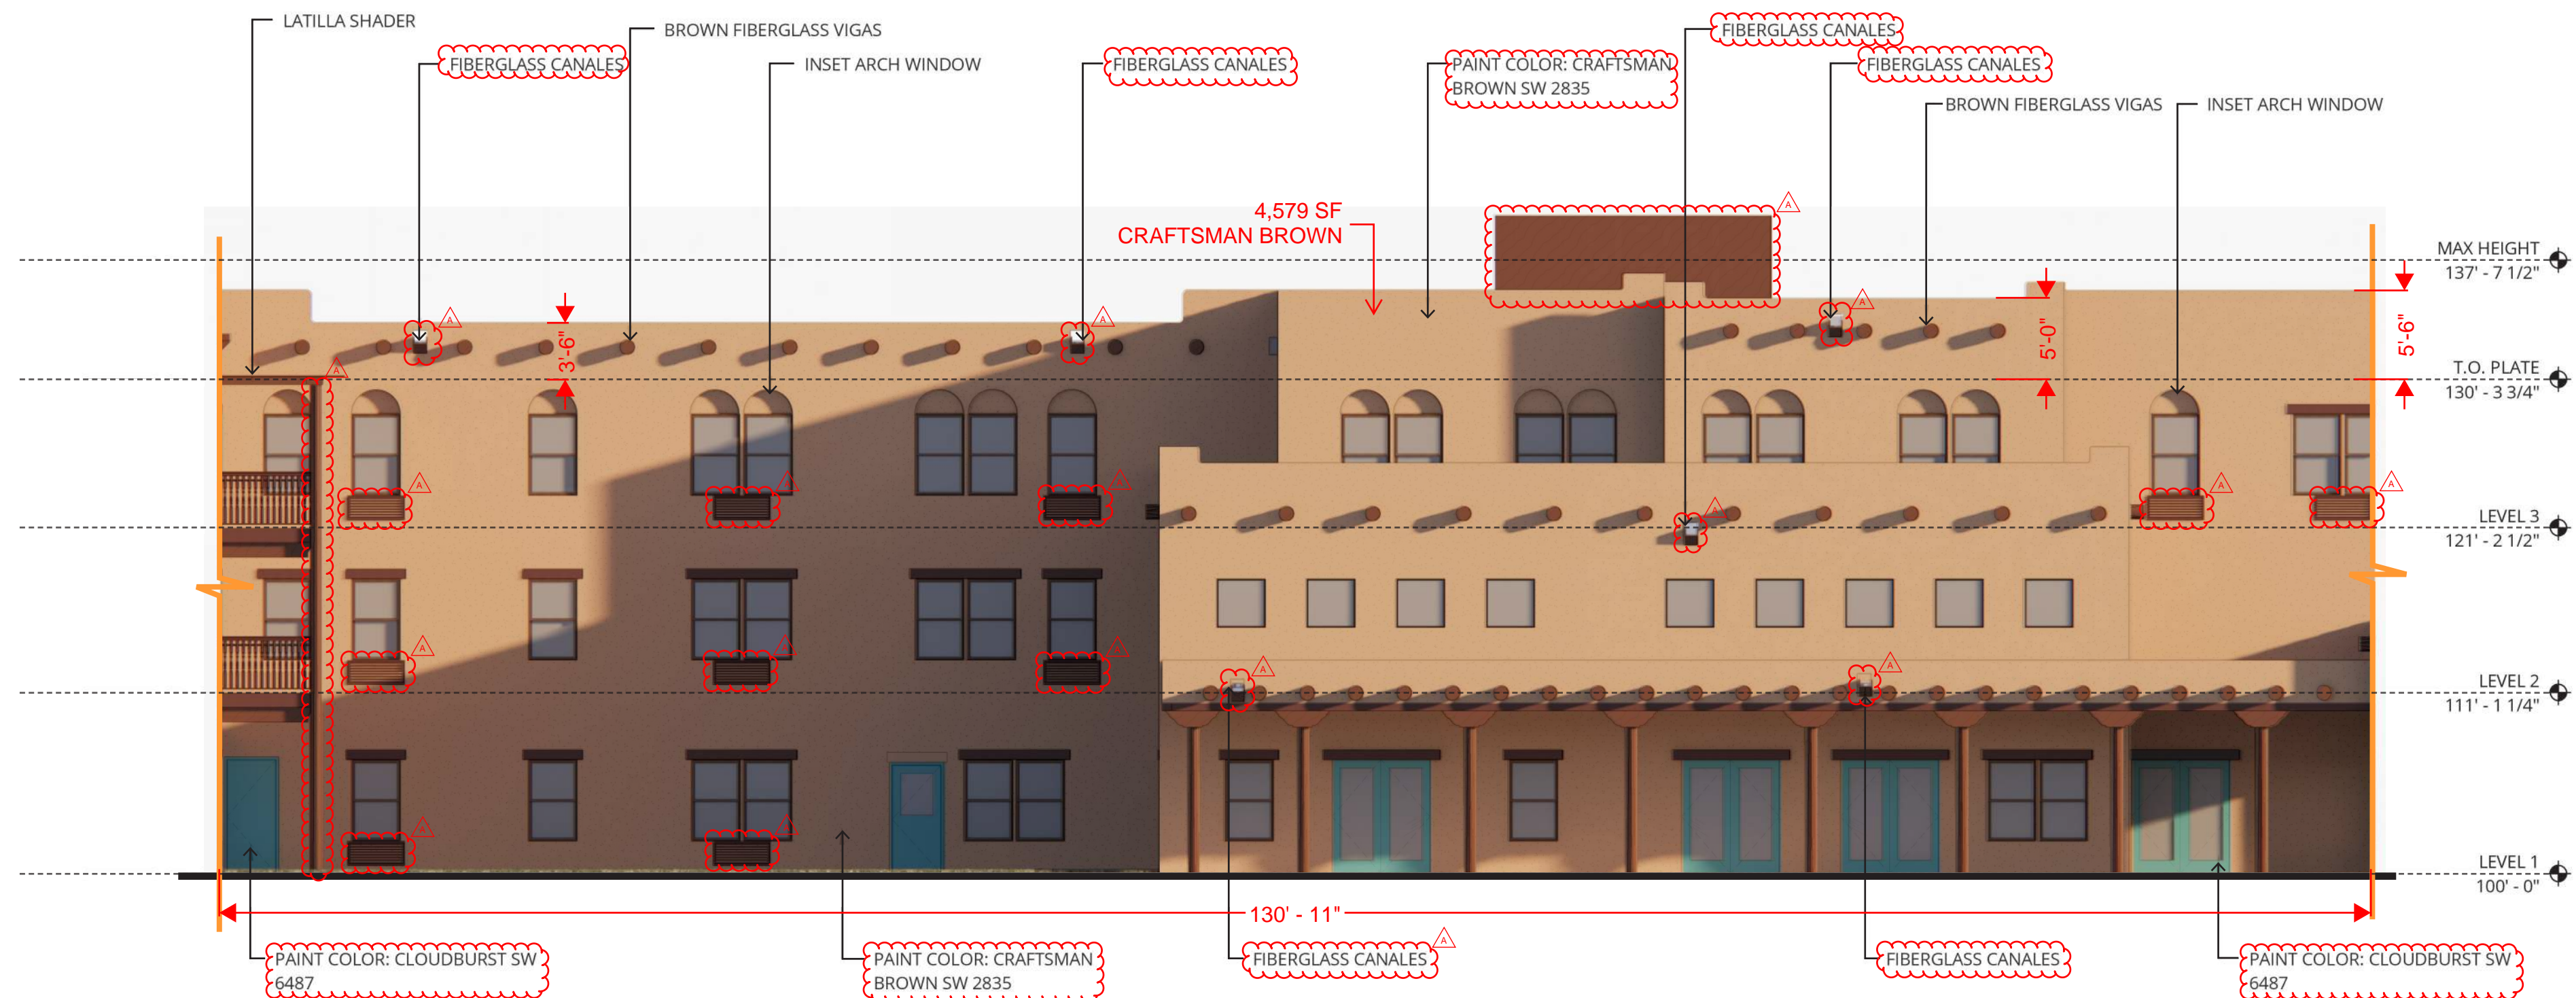 LATILLA SHADER
FIBERGLASS CANALES
BROWN FIBERGLASS VIGAS
INSET ARCH WINDOW
FIBERGLASS CANALES
PAINT COLOR: CRAFTSMAN
BROWN SW 2835
FIBERGLASS CANALES
FIBERGLASS CANALES
BROWN FIBERGLASS VIGAS
INSET ARCH WINDOW
4,579 SF
CRAFTSMAN BROWN
A
MAX HEIGHT
137' - 7 1/2"
A
A
A
3'-6"
5'-0"
5'-6"
A
T.O. PLATE
130' - 3 3/4"
A
A
A
A
A
A
LEVEL 3
121' - 2 1/2"
A
A
A
A
A
LEVEL 2
111' - 1 1/4"
A
A
LEVEL 1
100' - 0"
130' - 11"
PAINT COLOR: CLOUDBURST SW
6487
PAINT COLOR: CRAFTSMAN
BROWN SW 2835
FIBERGLASS CANALES
A
FIBERGLASS CANALES
PAINT COLOR: CLOUDBURST SW
6487